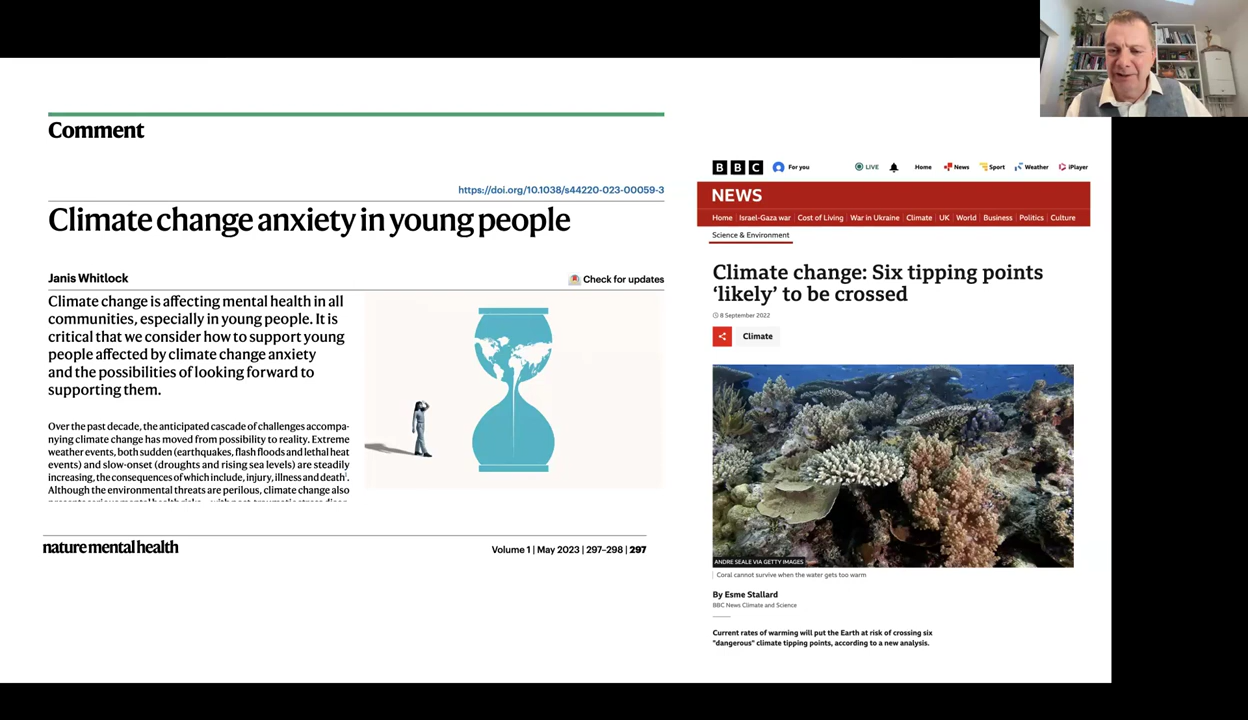 Comment
https://doi.org/10.1038/s44220-023-00059-3
Climate change anxiety in young people
Janis Whitlock
Check for updates
Climate change is affecting mental health in all
communities, especially in young people. It is
critical that we consider how to support young
people affected by climate change anxiety
and the possibilities of looking forward to
supporting them.
Over the past decade, the anticipated cascade of challenges accompa-
nying climate change has moved from possibility to reality. Extreme
weather events, both sudden (earthquakes, flash floods and lethal heat
events) and slow-onset (droughts and rising sea levels) are steadily
increasing, the consequences of which include, injury, illness and death¹.
Although the environmental threats are perilous, climate change also
nature mental health
Volume 1 | May 2023 | 297–298 | 297
BBC For you LIVE Home News Sport Weather iPlayer
NEWS
Home Israel-Gaza war Cost of Living War in Ukraine Climate UK World Business Politics Culture
Science & Environment
Climate change: Six tipping points
‘likely’ to be crossed
8 September 2022
Climate
ANDRE SEALE VIA GETTY IMAGES
Coral cannot survive when the water gets too warm
By Esme Stallard
BBC News Climate and Science
Current rates of warming will put the Earth at risk of crossing six
"dangerous" climate tipping points, according to a new analysis.